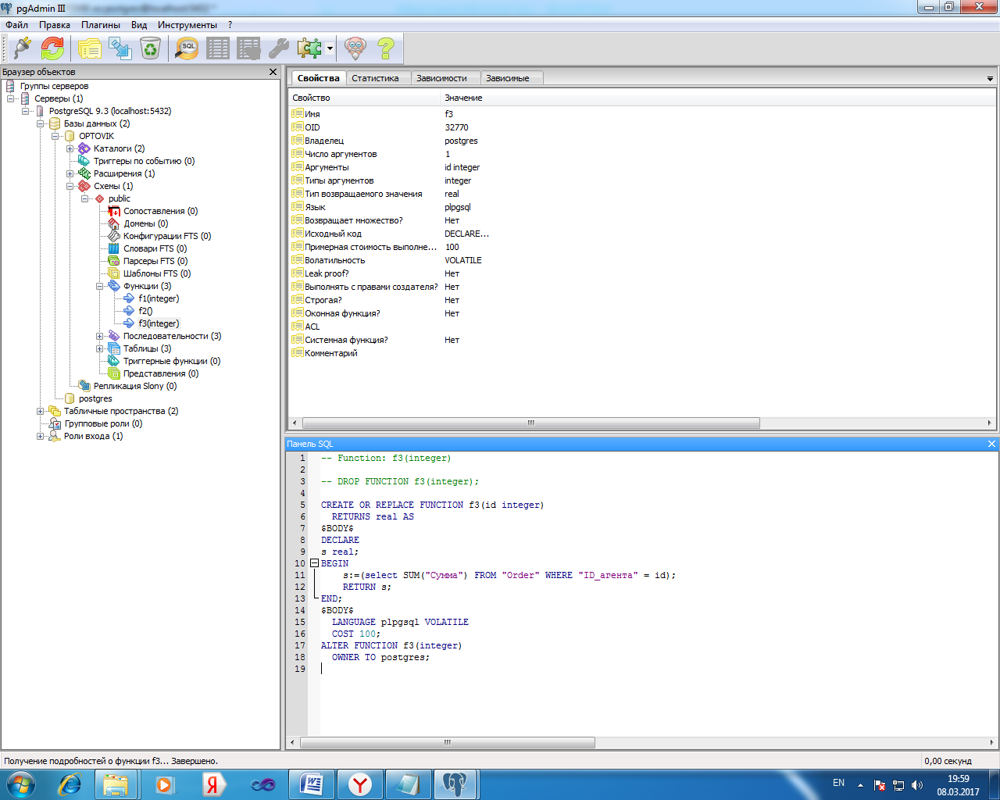 pgAdmin III
Файл Правка Плагины Вид Инструменты ?
SQL
Браузер объектов
Группы серверов
Серверы (1)
PostgreSQL 9.3 (localhost:5432)
Базы данных (2)
OPTOVIK
Каталоги (2)
Триггеры по событию (0)
Расширения (1)
Схемы (1)
public
Сопоставления (0)
Домены (0)
Конфигурации FTS (0)
Словари FTS (0)
Парсеры FTS (0)
Шаблоны FTS (0)
Функции (3)
f1(integer)
f2()
f3(integer)
Последовательности (3)
Таблицы (3)
Триггерные функции (0)
Представления (0)
Репликация Slony (0)
postgres
Табличные пространства (2)
Групповые роли (0)
Роли входа (1)
Свойства Статистика Зависимости Зависимые
Свойство Значение
Имя f3
OID 32770
Владелец postgres
Число аргументов 1
Аргументы id integer
Типы аргументов integer
Тип возвращаемого значения real
Язык plpgsql
Возвращает множество? Нет
Исходный код DECLARE...
Примерная стоимость выполне... 100
Волатильность VOLATILE
Leak proof? Нет
Выполнять с правами создателя? Нет
Строгая? Нет
Оконная функция? Нет
ACL
Системная функция? Нет
Комментарий
Панель SQL
1 -- Function: f3(integer)
2
3 -- DROP FUNCTION f3(integer);
4
5 CREATE OR REPLACE FUNCTION f3(id integer)
6 RETURNS real AS
7 $BODY$
8 DECLARE
9 s real;
10 BEGIN
11 s:=(select SUM("Сумма") FROM "Order" WHERE "ID_агента" = id);
12 RETURN s;
13 END;
14 $BODY$
15 LANGUAGE plpgsql VOLATILE
16 COST 100;
17 ALTER FUNCTION f3(integer)
18 OWNER TO postgres;
19
Получение подробностей о функции f3... Завершено.
0,00 секунд
EN
19:59
08.03.2017